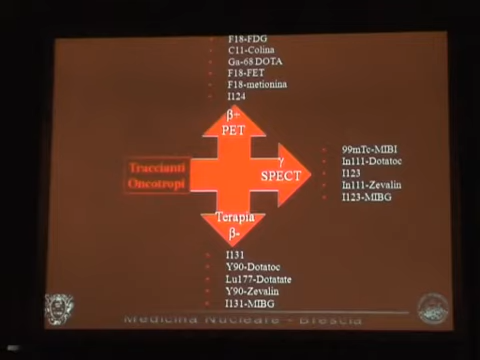 F18-FDG
C11-Colina
Ga-68 DOTA
F18-FET
F18-metionina
I124
β+
PET
99mTc-MIBI
In111-Dotatoc
I123
In111-Zevalin
I123-MIBG
γ
SPECT
Traccianti
Oncotropi
Terapia
β-
I131
Y90-Dotatoc
Lu177-Dotatate
Y90-Zevalin
I131-MIBG
Medicina Nucleare - Brescia